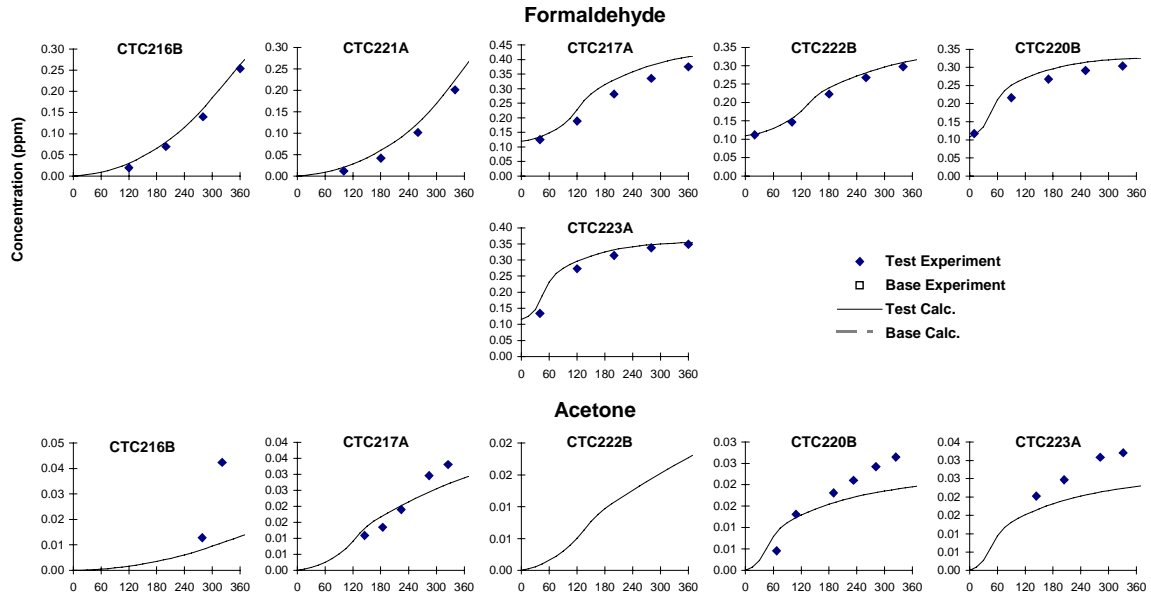 Formaldehyde
Concentration (ppm)
CTC216B
0.30
0.25
0.20
0.15
0.10
0.05
0.00
0 60 120 180 240 300 360
CTC221A
0.30
0.25
0.20
0.15
0.10
0.05
0.00
0 60 120 180 240 300 360
CTC217A
0.45
0.40
0.35
0.30
0.25
0.20
0.15
0.10
0.05
0.00
0 60 120 180 240 300 360
CTC222B
0.35
0.30
0.25
0.20
0.15
0.10
0.05
0.00
0 60 120 180 240 300 360
CTC220B
0.35
0.30
0.25
0.20
0.15
0.10
0.05
0.00
0 60 120 180 240 300 360
CTC223A
0.40
0.35
0.30
0.25
0.20
0.15
0.10
0.05
0.00
0 60 120 180 240 300 360
Test Experiment
Base Experiment
Test Calc.
Base Calc.
Acetone
CTC216B
0.05
0.04
0.03
0.02
0.01
0.00
0 60 120 180 240 300 360
CTC217A
0.04
0.03
0.03
0.02
0.02
0.01
0.01
0.00
0 60 120 180 240 300 360
CTC222B
0.02
0.02
0.01
0.01
0.00
0 60 120 180 240 300 360
CTC220B
0.03
0.03
0.02
0.02
0.01
0.01
0.00
0 60 120 180 240 300 360
CTC223A
0.04
0.03
0.03
0.02
0.02
0.01
0.01
0.00
0 60 120 180 240 300 360